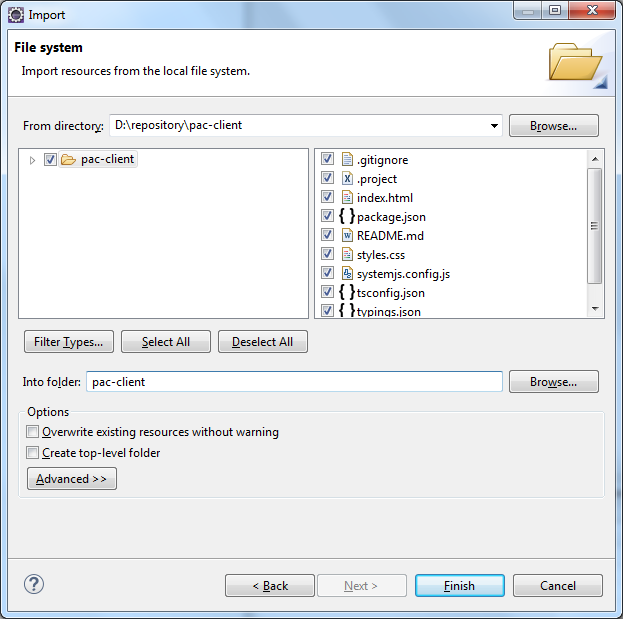 Import
File system
Import resources from the local file system.
From directory: D:\repository\pac-client Browse...
pac-client
.gitignore
.project
index.html
package.json
README.md
styles.css
systemjs.config.js
tsconfig.json
typings.json
Filter Types... Select All Deselect All
Into folder: pac-client Browse...
Options
Overwrite existing resources without warning
Create top-level folder
Advanced >>
? < Back Next > Finish Cancel